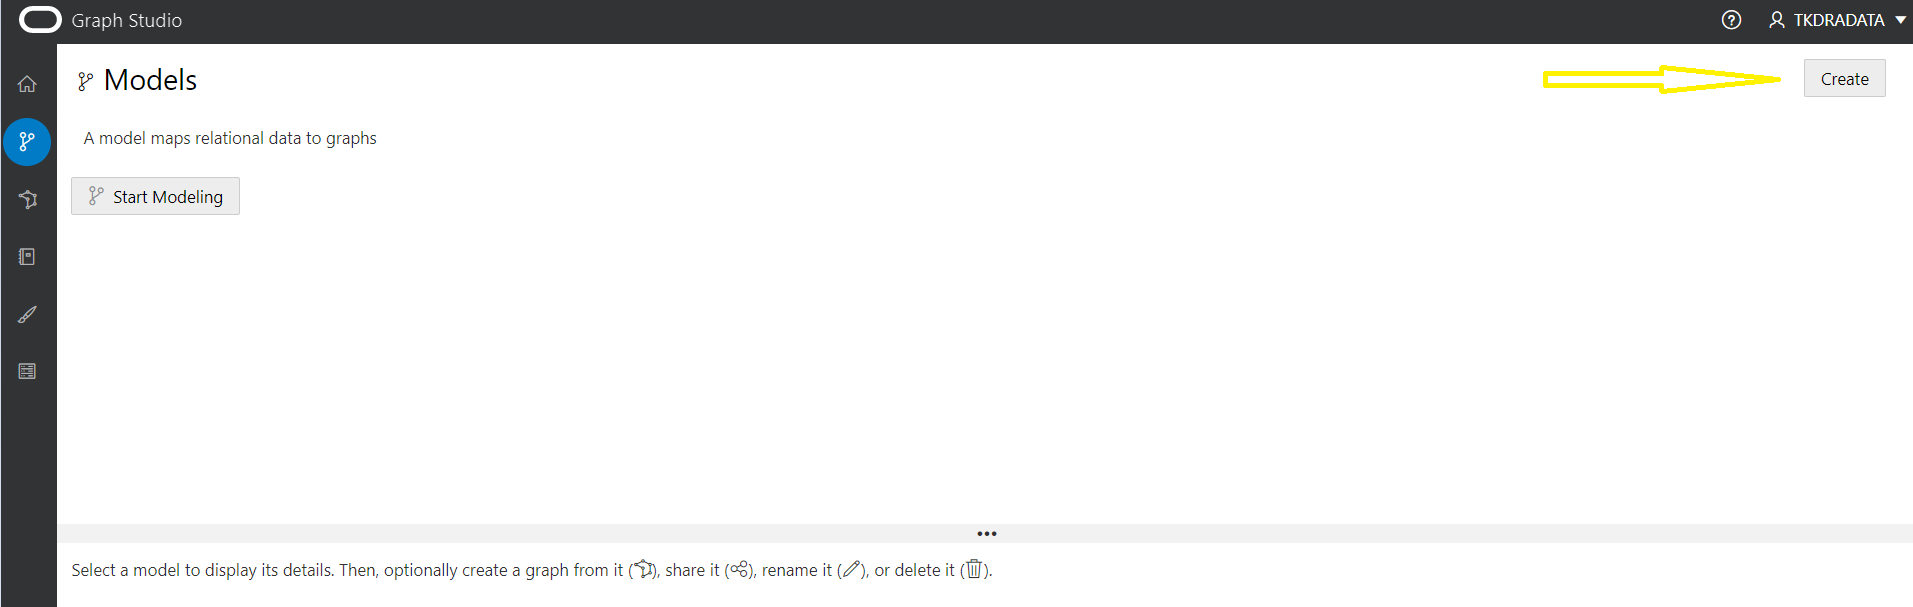 Graph Studio
TKDRADATA
Models
Create
A model maps relational data to graphs
Start Modeling
Select a model to display its details. Then, optionally create a graph from it (), share it (), rename it (), or delete it ().